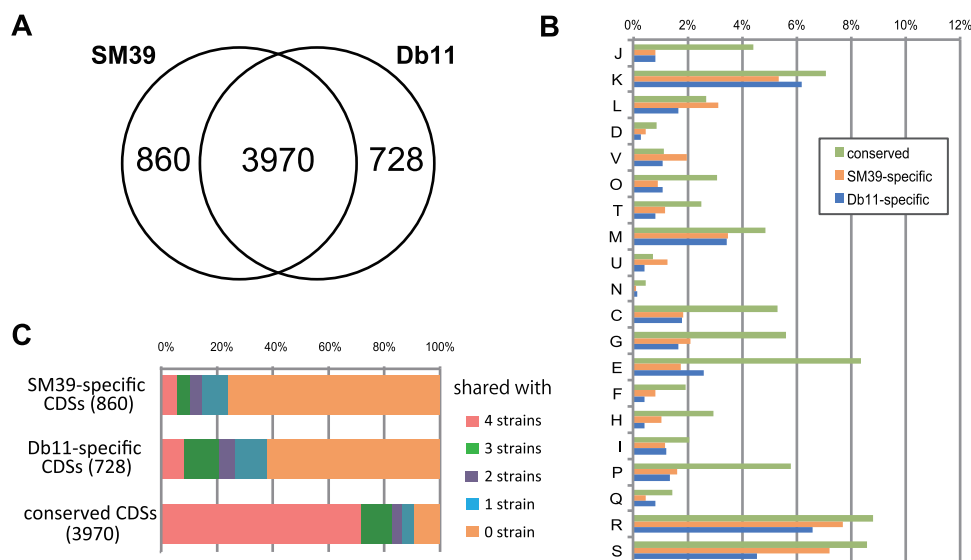 A
SM39
Db11
860
3970
728
B
0%
2%
4%
6%
8%
10%
12%
J
K
L
D
V
O
T
M
U
N
C
G
E
F
H
I
P
Q
R
S
conserved
SM39-specific
Db11-specific
C
0%
20%
40%
60%
80%
100%
SM39-specific
CDSs (860)
Db11-specific
CDSs (728)
conserved CDSs
(3970)
shared with
4 strains
3 strains
2 strains
1 strain
0 strain